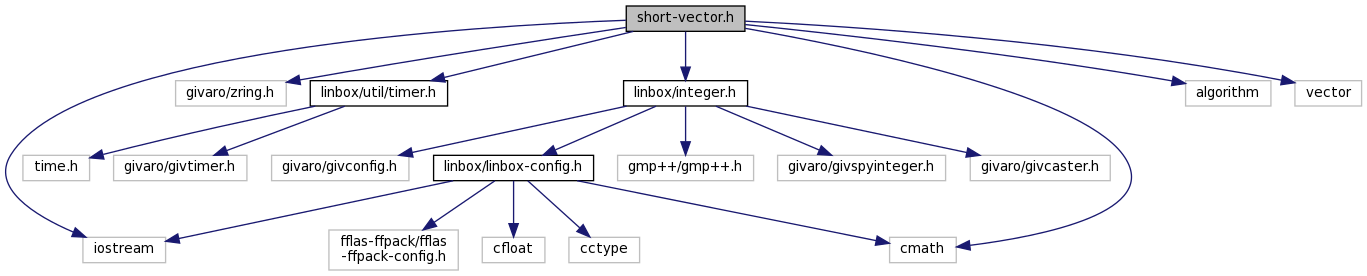 short-vector.h
givaro/zring.h
linbox/util/timer.h
linbox/integer.h
algorithm
vector
time.h
givaro/givtimer.h
givaro/givconfig.h
linbox/linbox-config.h
gmp++/gmp++.h
givaro/givspyinteger.h
givaro/givcaster.h
iostream
fflas-ffpack/fflas
-ffpack-config.h
cfloat
cctype
cmath